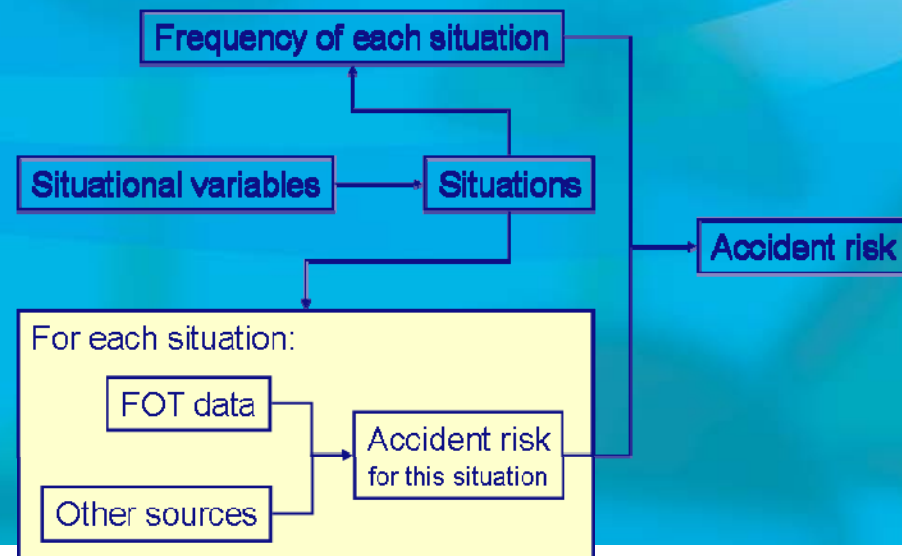 Frequency of each situation
Situational variables
Situations
Accident risk
For each situation:
FOT data
Accident risk
for this situation
Other sources